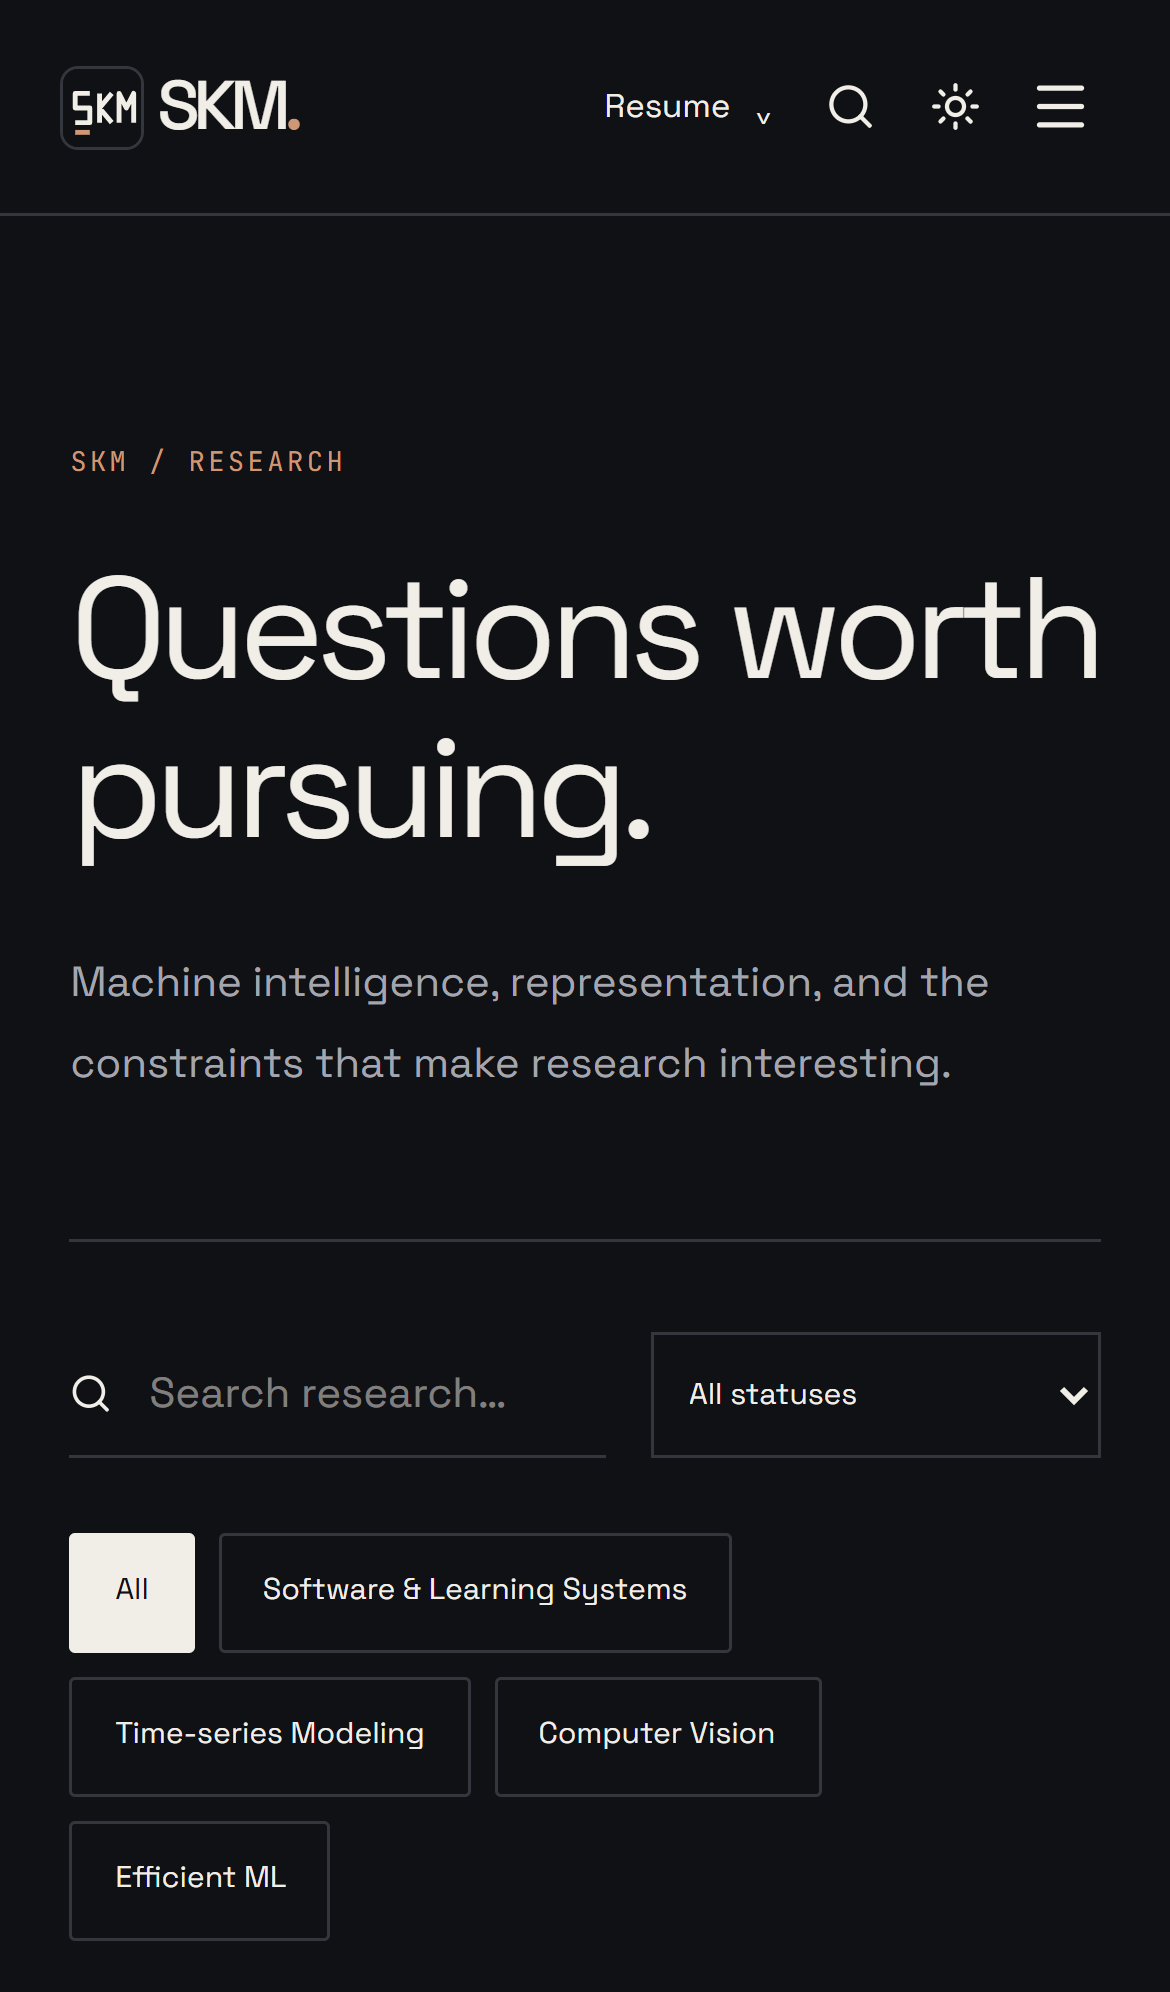 SKM SKM.
Resume v
SKM / RESEARCH
Questions worth
pursuing.
Machine intelligence, representation, and the
constraints that make research interesting.
Search research...
All statuses
All
Software & Learning Systems
Time-series Modeling
Computer Vision
Efficient ML